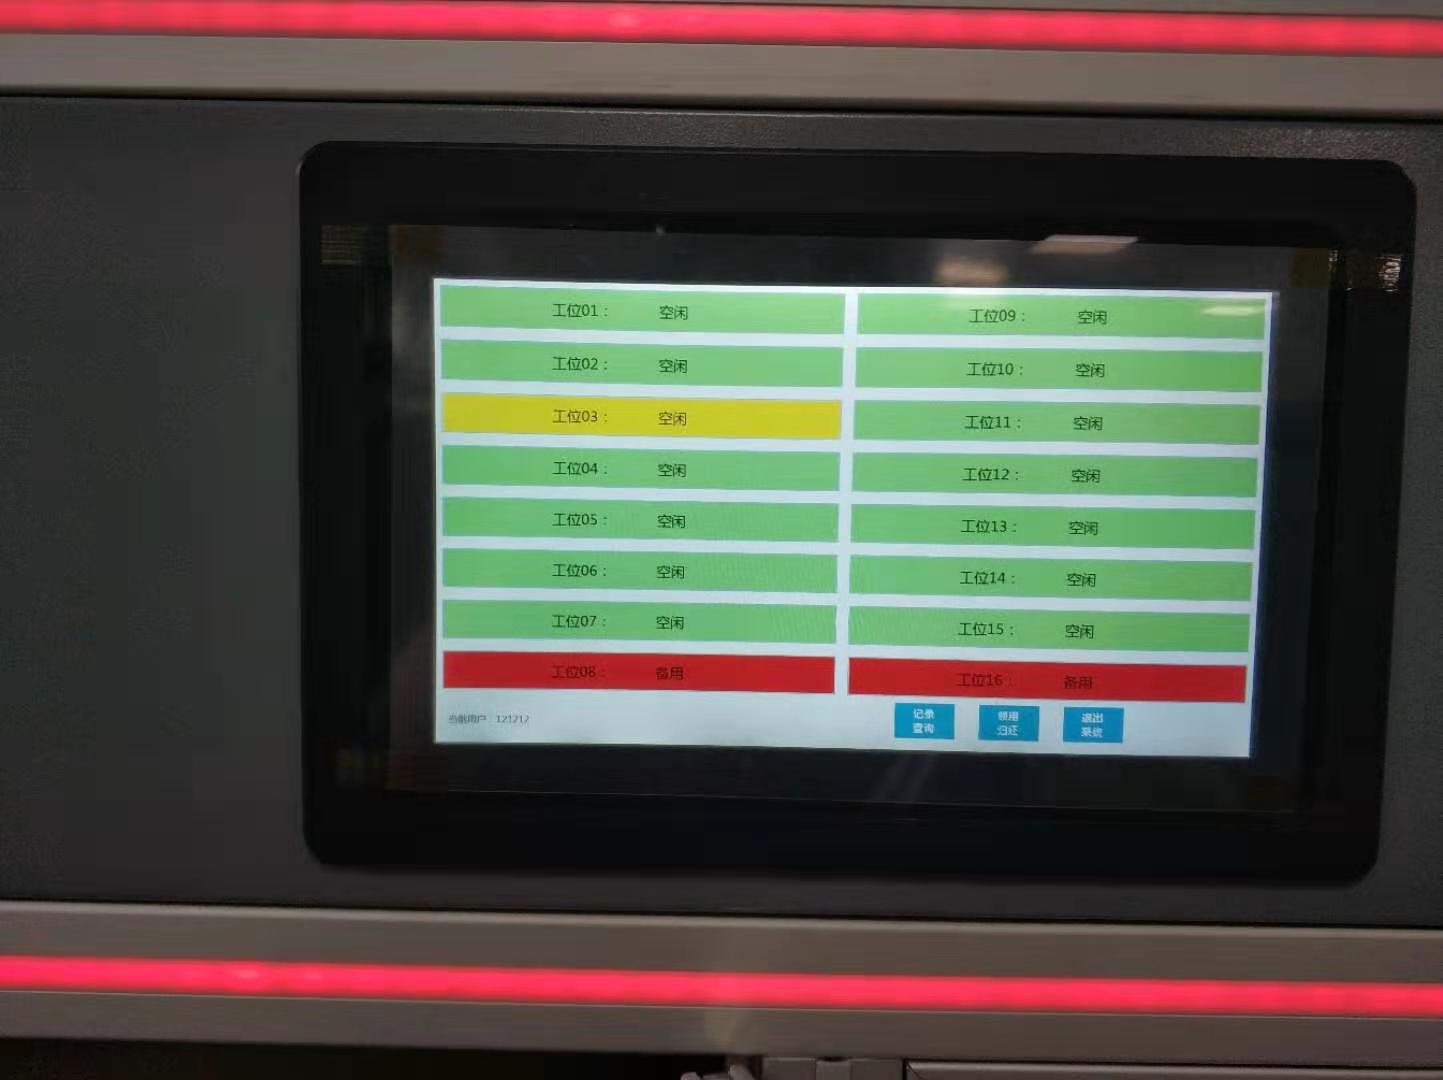 工位01： 空闲
工位09： 空闲
工位02： 空闲
工位10： 空闲
工位03： 空闲
工位11： 空闲
工位04： 空闲
工位12： 空闲
工位05： 空闲
工位13： 空闲
工位06： 空闲
工位14： 空闲
工位07： 空闲
工位15： 空闲
工位08： 备用
工位16： 备用
当前用户：121212
记录
查询
领用
归还
退出
系统